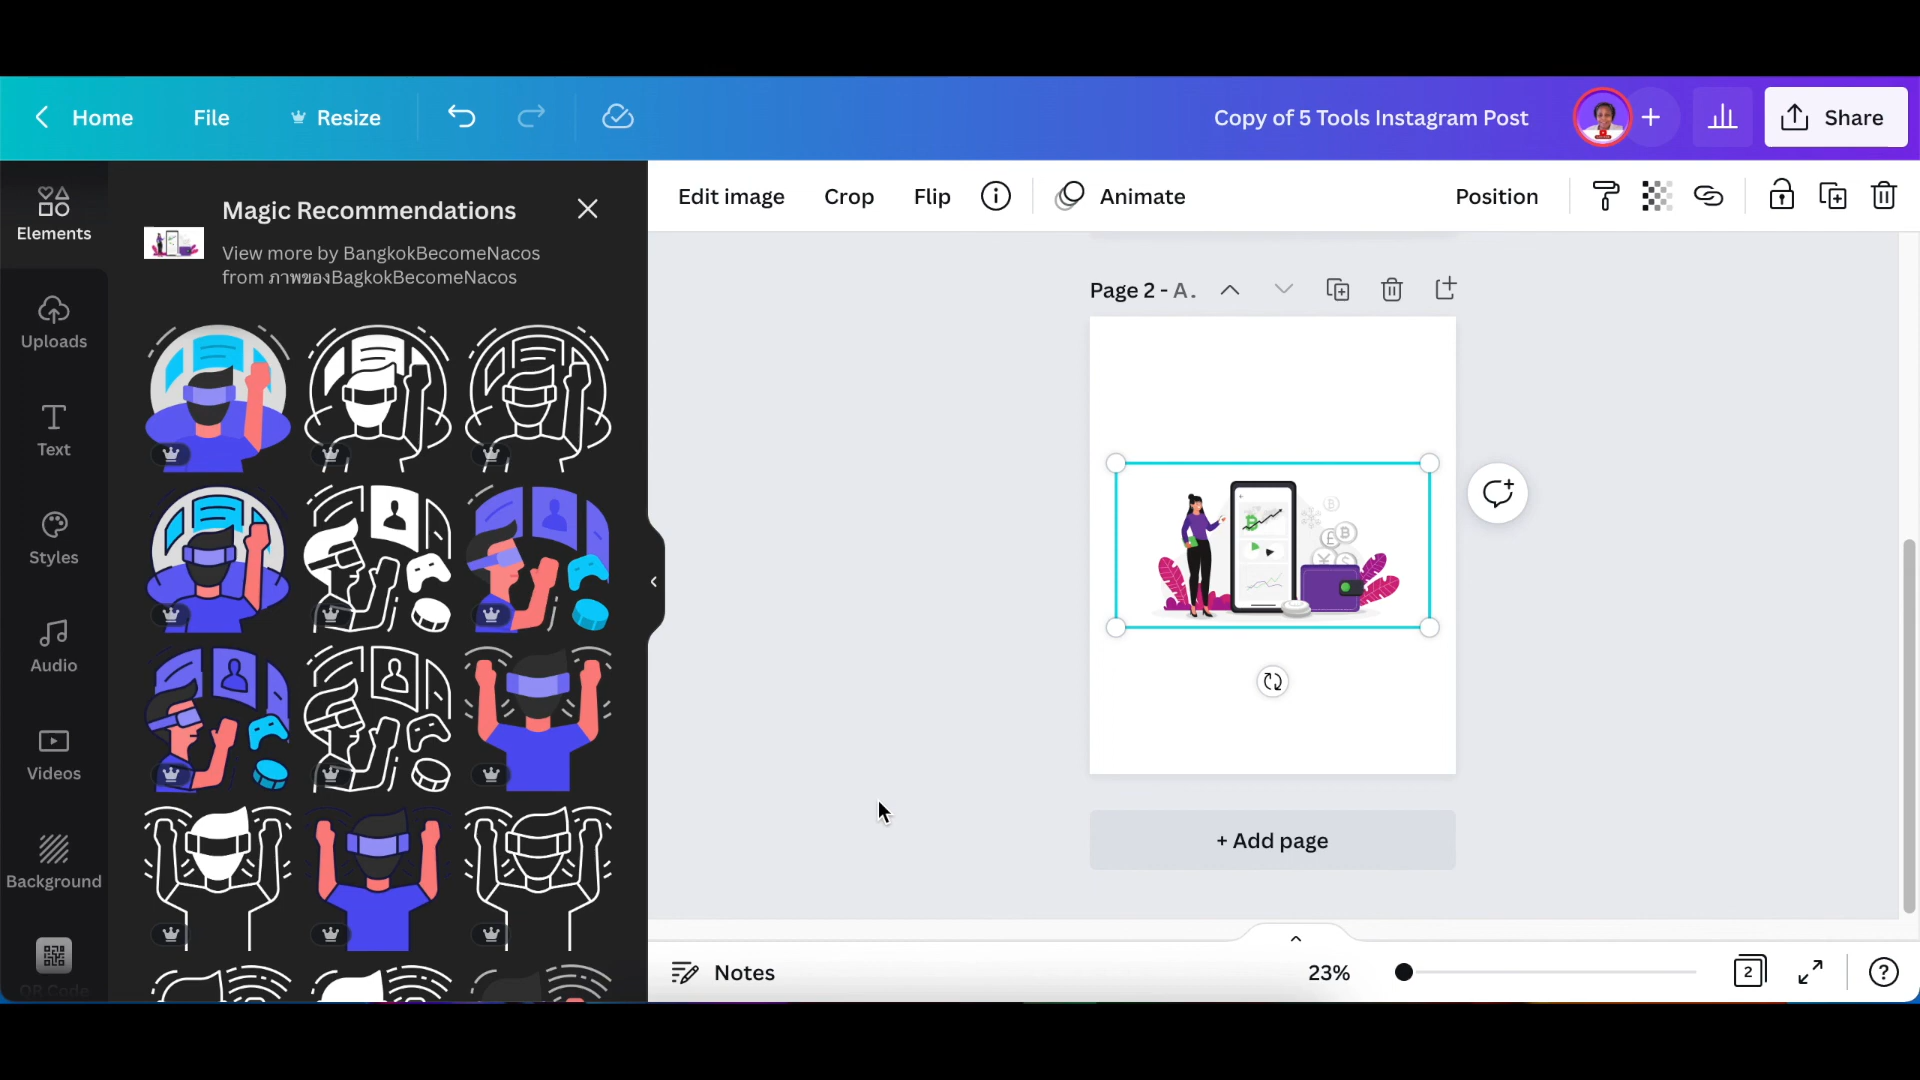 Home
File
Resize
Copy of 5 Tools Instagram Post
Share
Elements
Uploads
Text
Styles
Audio
Videos
Background
QR Code
Magic Recommendations
View more by BangkokBecomeNacos
from ภาพของBagkokBecomeNacos
Edit image
Crop
Flip
Animate
Position
Page 2 - A.
+ Add page
Notes
23%
2